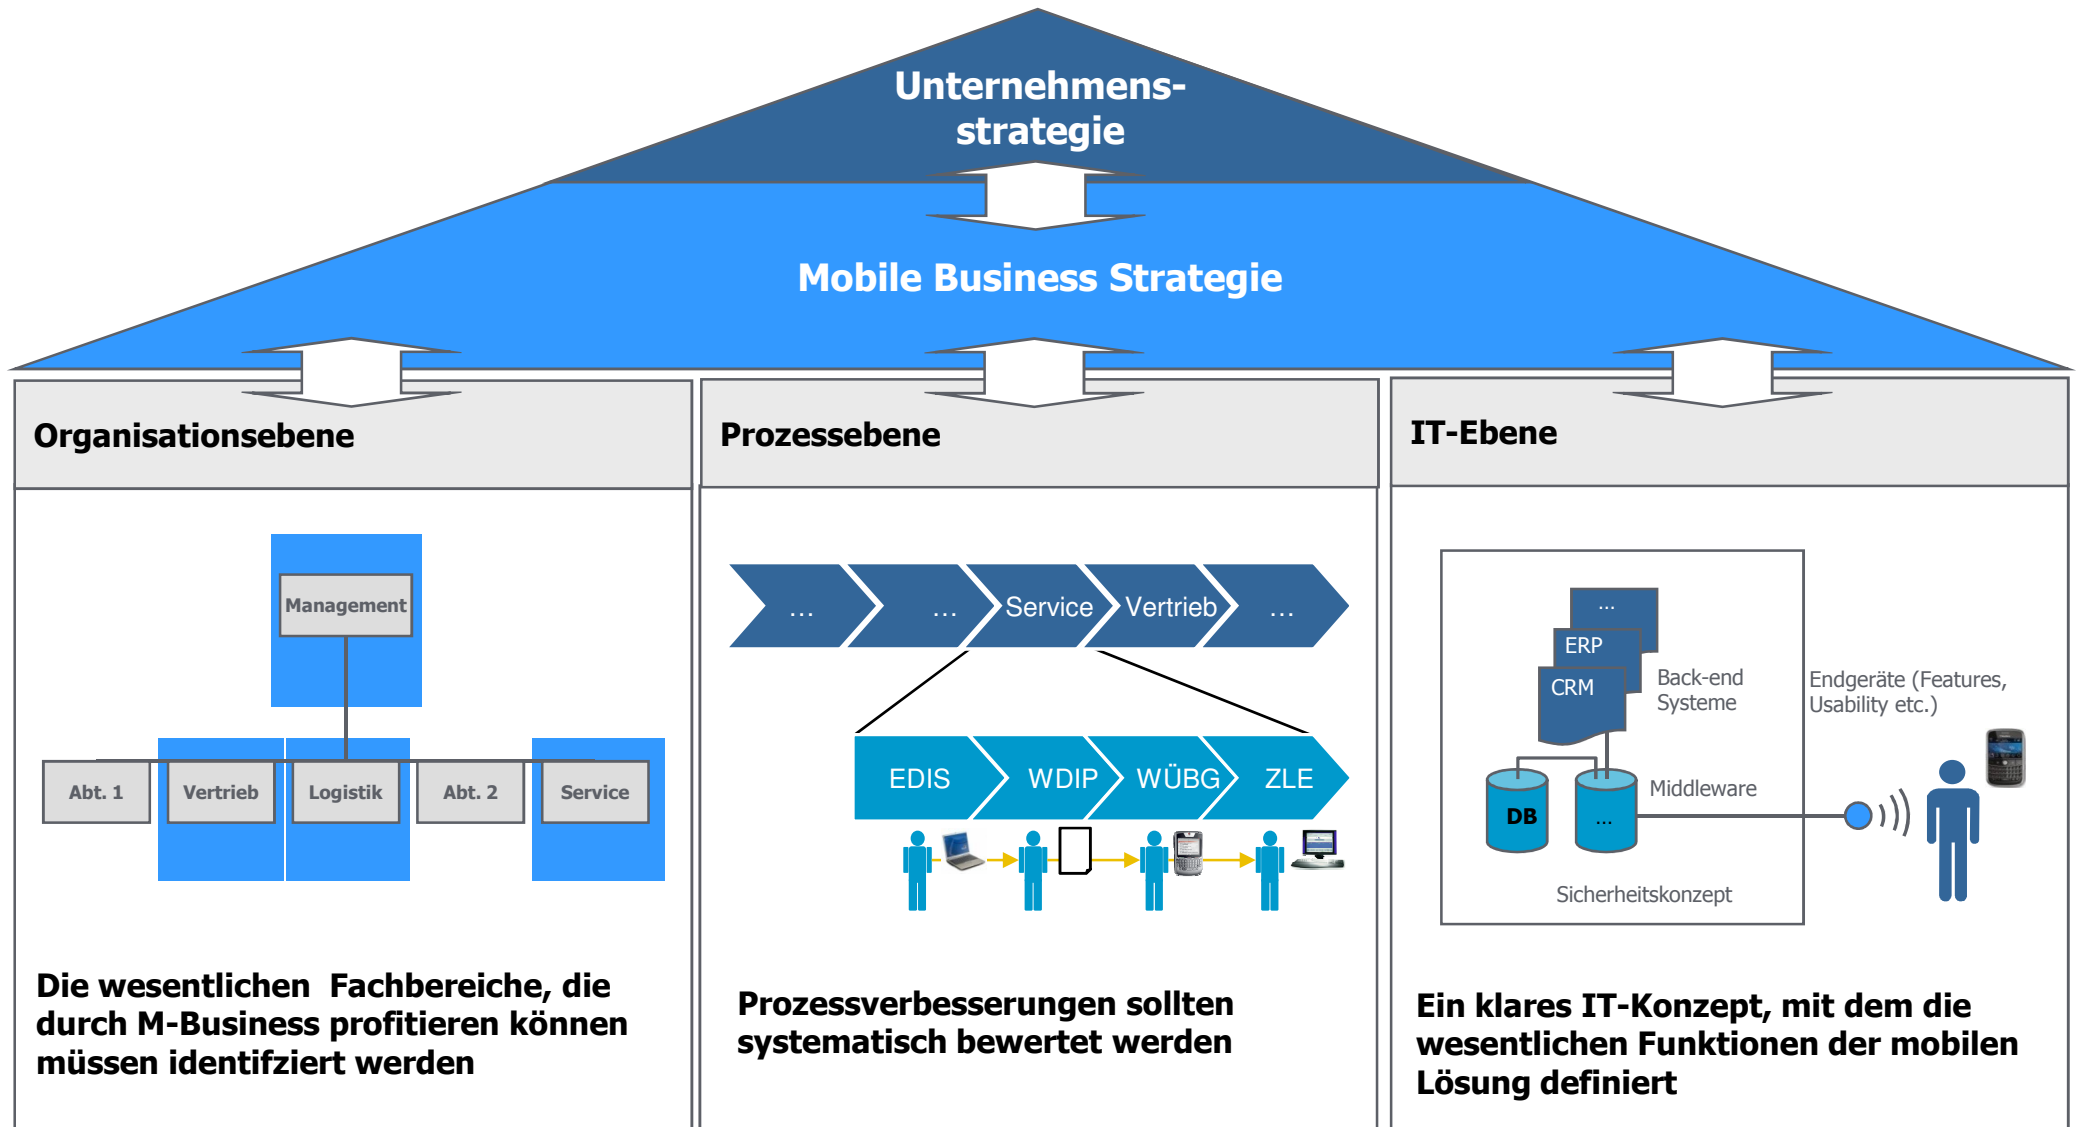 Unternehmens-
strategie
Mobile Business Strategie
Organisationsebene
Management
Abt. 1
Vertrieb
Logistik
Abt. 2
Service
Die wesentlichen  Fachbereiche, die
durch M-Business profitieren können
müssen identifziert werden
Prozessebene
...
...
Service
Vertrieb
...
EDIS
WDIP
WÜBG
ZLE
Prozessverbesserungen sollten
systematisch bewertet werden
IT-Ebene
...
ERP
CRM
Back-end
Systeme
Endgeräte (Features,
Usability etc.)
Middleware
DB
...
Sicherheitskonzept
Ein klares IT-Konzept, mit dem die
wesentlichen Funktionen der mobilen
Lösung definiert